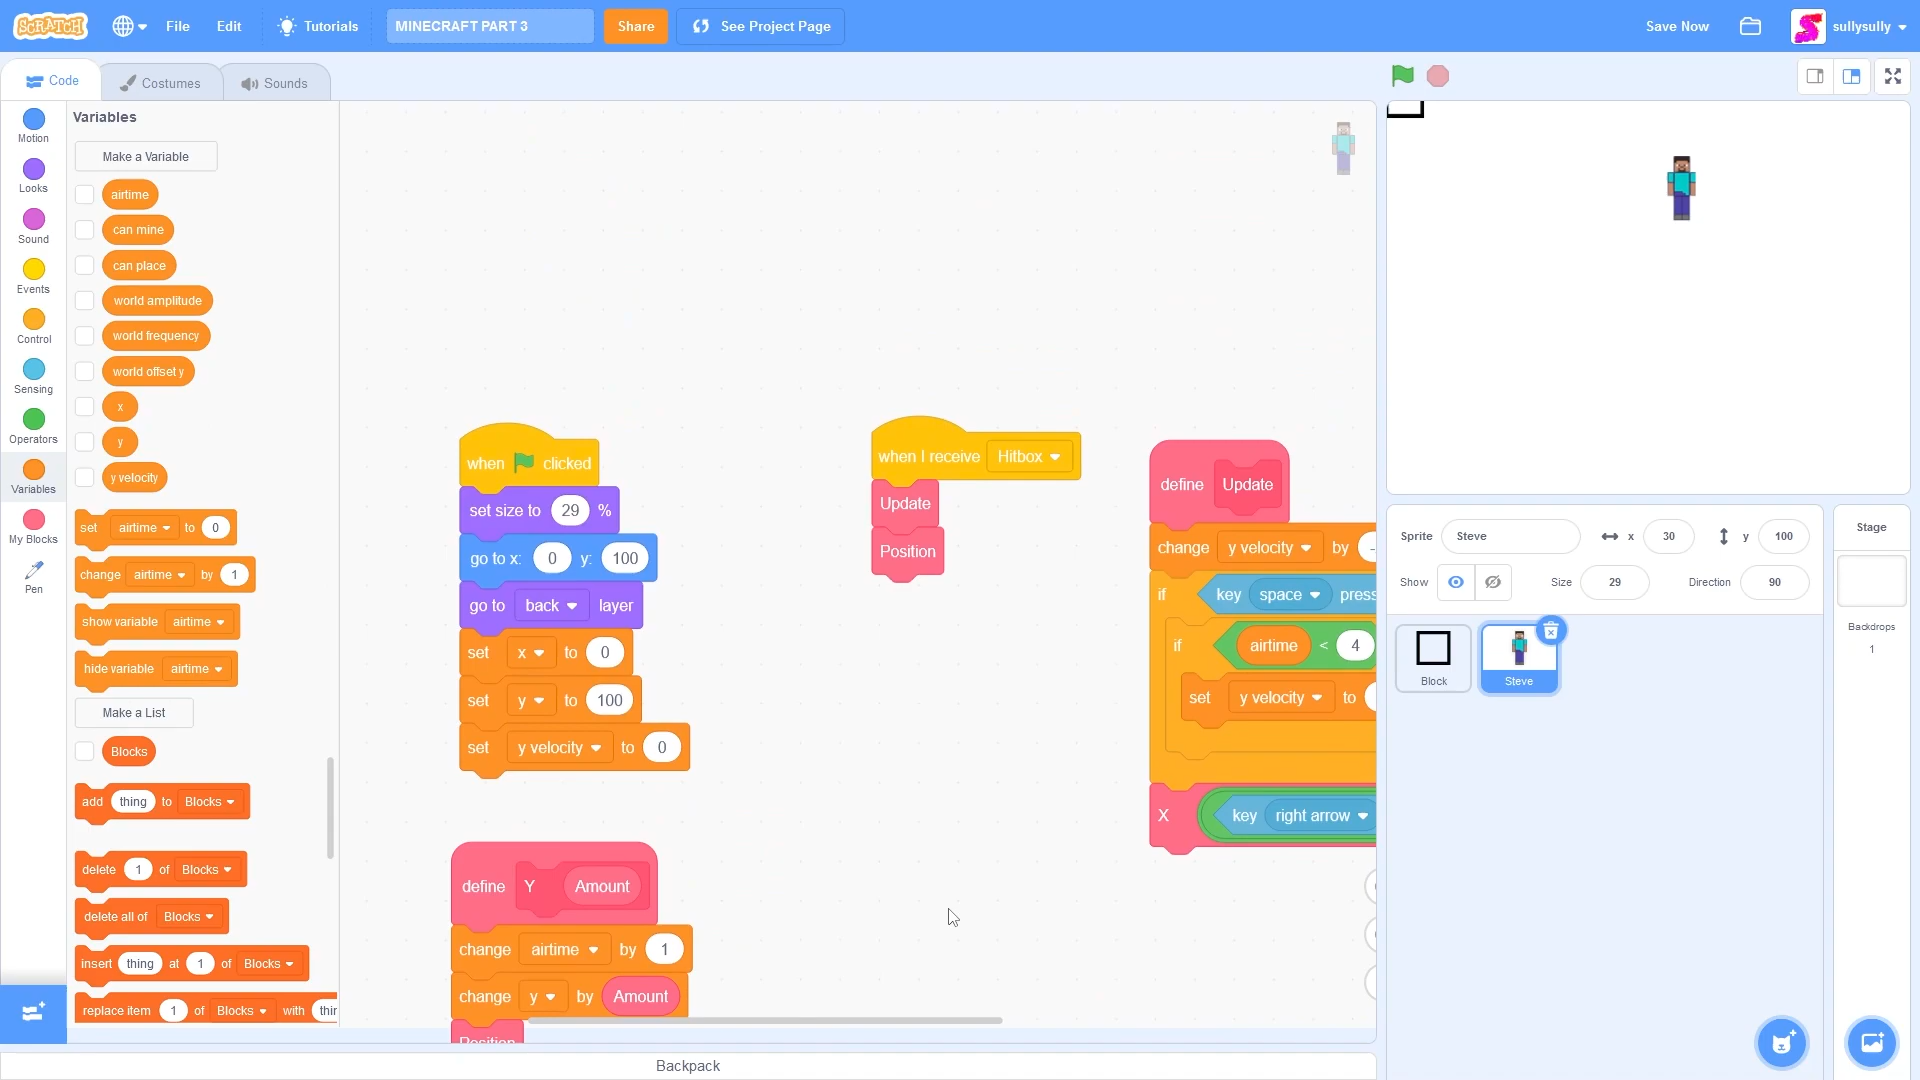 SCRATCH File Edit Tutorials MINECRAFT PART 3 Share See Project Page Save Now sullysully
Code Costumes Sounds
Motion
Looks
Sound
Events
Control
Sensing
Operators
Variables
My Blocks
Pen
Variables
Make a Variable
airtime
can mine
can place
world amplitude
world frequency
world offset y
x
y
y velocity
set airtime to 0
change airtime by 1
show variable airtime
hide variable airtime
Make a List
Blocks
add thing to Blocks
delete 1 of Blocks
delete all of Blocks
insert thing at 1 of Blocks
replace item 1 of Blocks with
when clicked
set size to 29 %
go to x: 0 y: 100
go to back layer
set x to 0
set y to 100
set y velocity to 0
define Y Amount
change airtime by 1
change y by Amount
Position
when I receive Hitbox
Update
Position
define Update
change y velocity by -
if key space
if airtime < 4
set y velocity to
X key right arrow
Backpack
Sprite Steve x 30 y 100
Show Size 29 Direction 90
Block
Steve
Stage
Backdrops
1